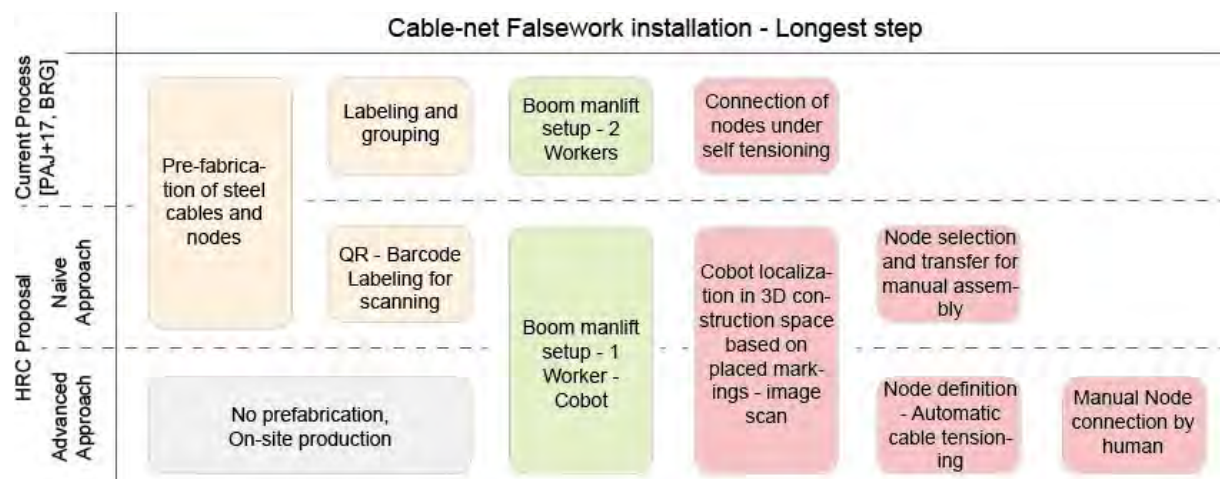 Cable-net Falsework installation - Longest step
Current Process
[PAJ+17, BRG]
Pre-fabrica-
tion of steel
cables and
nodes
Labeling and
grouping
Boom manlift
setup - 2
Workers
Connection of
nodes under
self tensioning
HRC Proposal
Naive
Approach
QR - Barcode
Labeling for
scanning
Boom manlift
setup - 1
Worker -
Cobot
Cobot localiza-
tion in 3D con-
struction space
based on
placed mark-
ings - image
scan
Node selection
and transfer for
manual assem-
bly
Advanced
Approach
No prefabrication,
On-site production
Node definition
- Automatic
cable tension-
ing
Manual Node
connection by
human